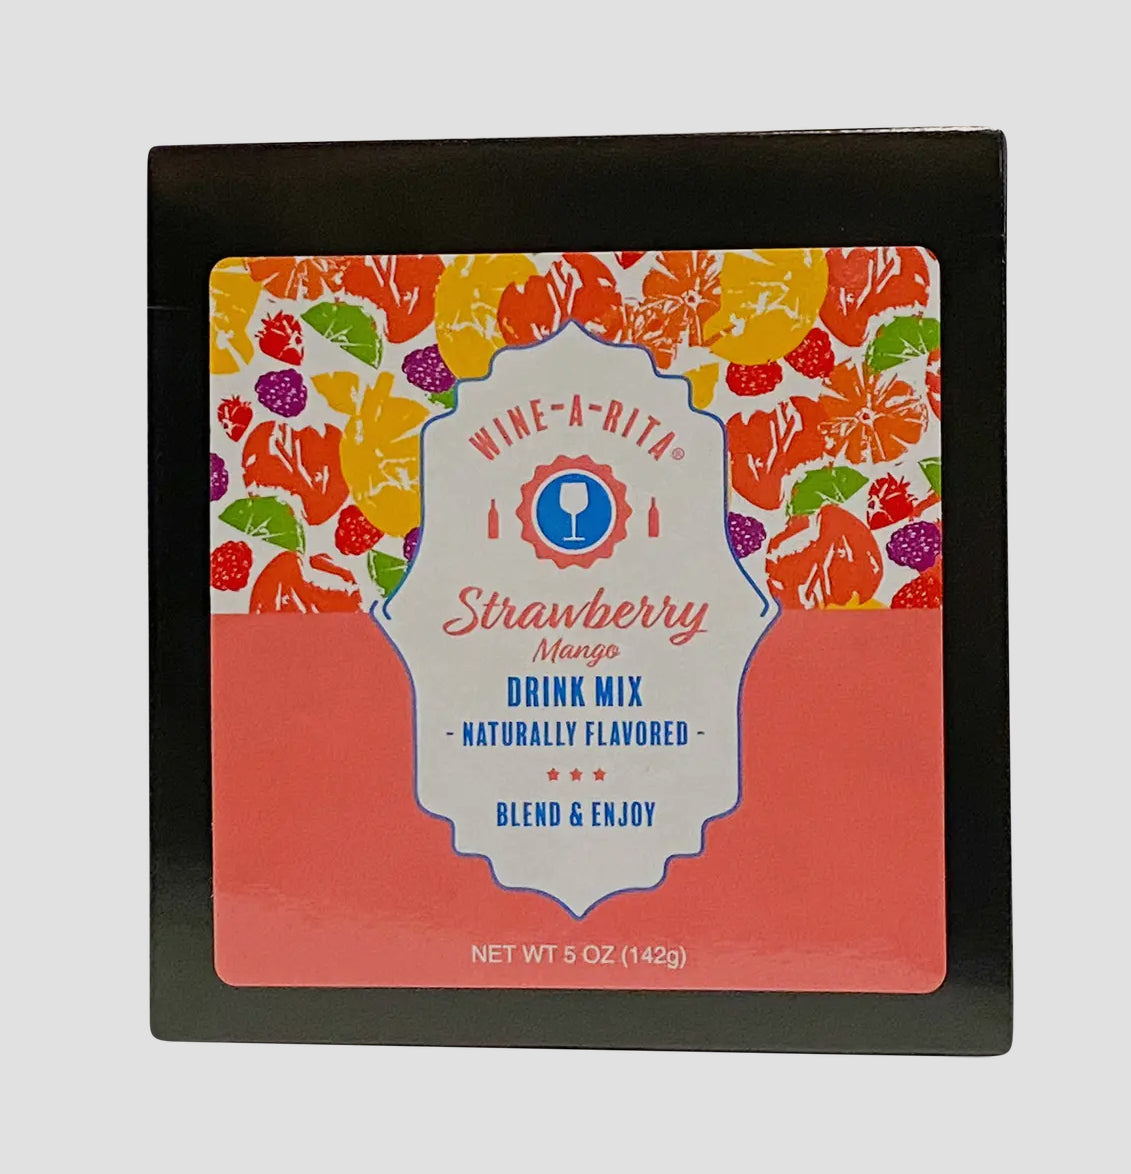 WINE-A-RITA®
Strawberry
Mango
DRINK MIX
- NATURALLY FLAVORED -
BLEND & ENJOY
NET WT 5 OZ (142g)